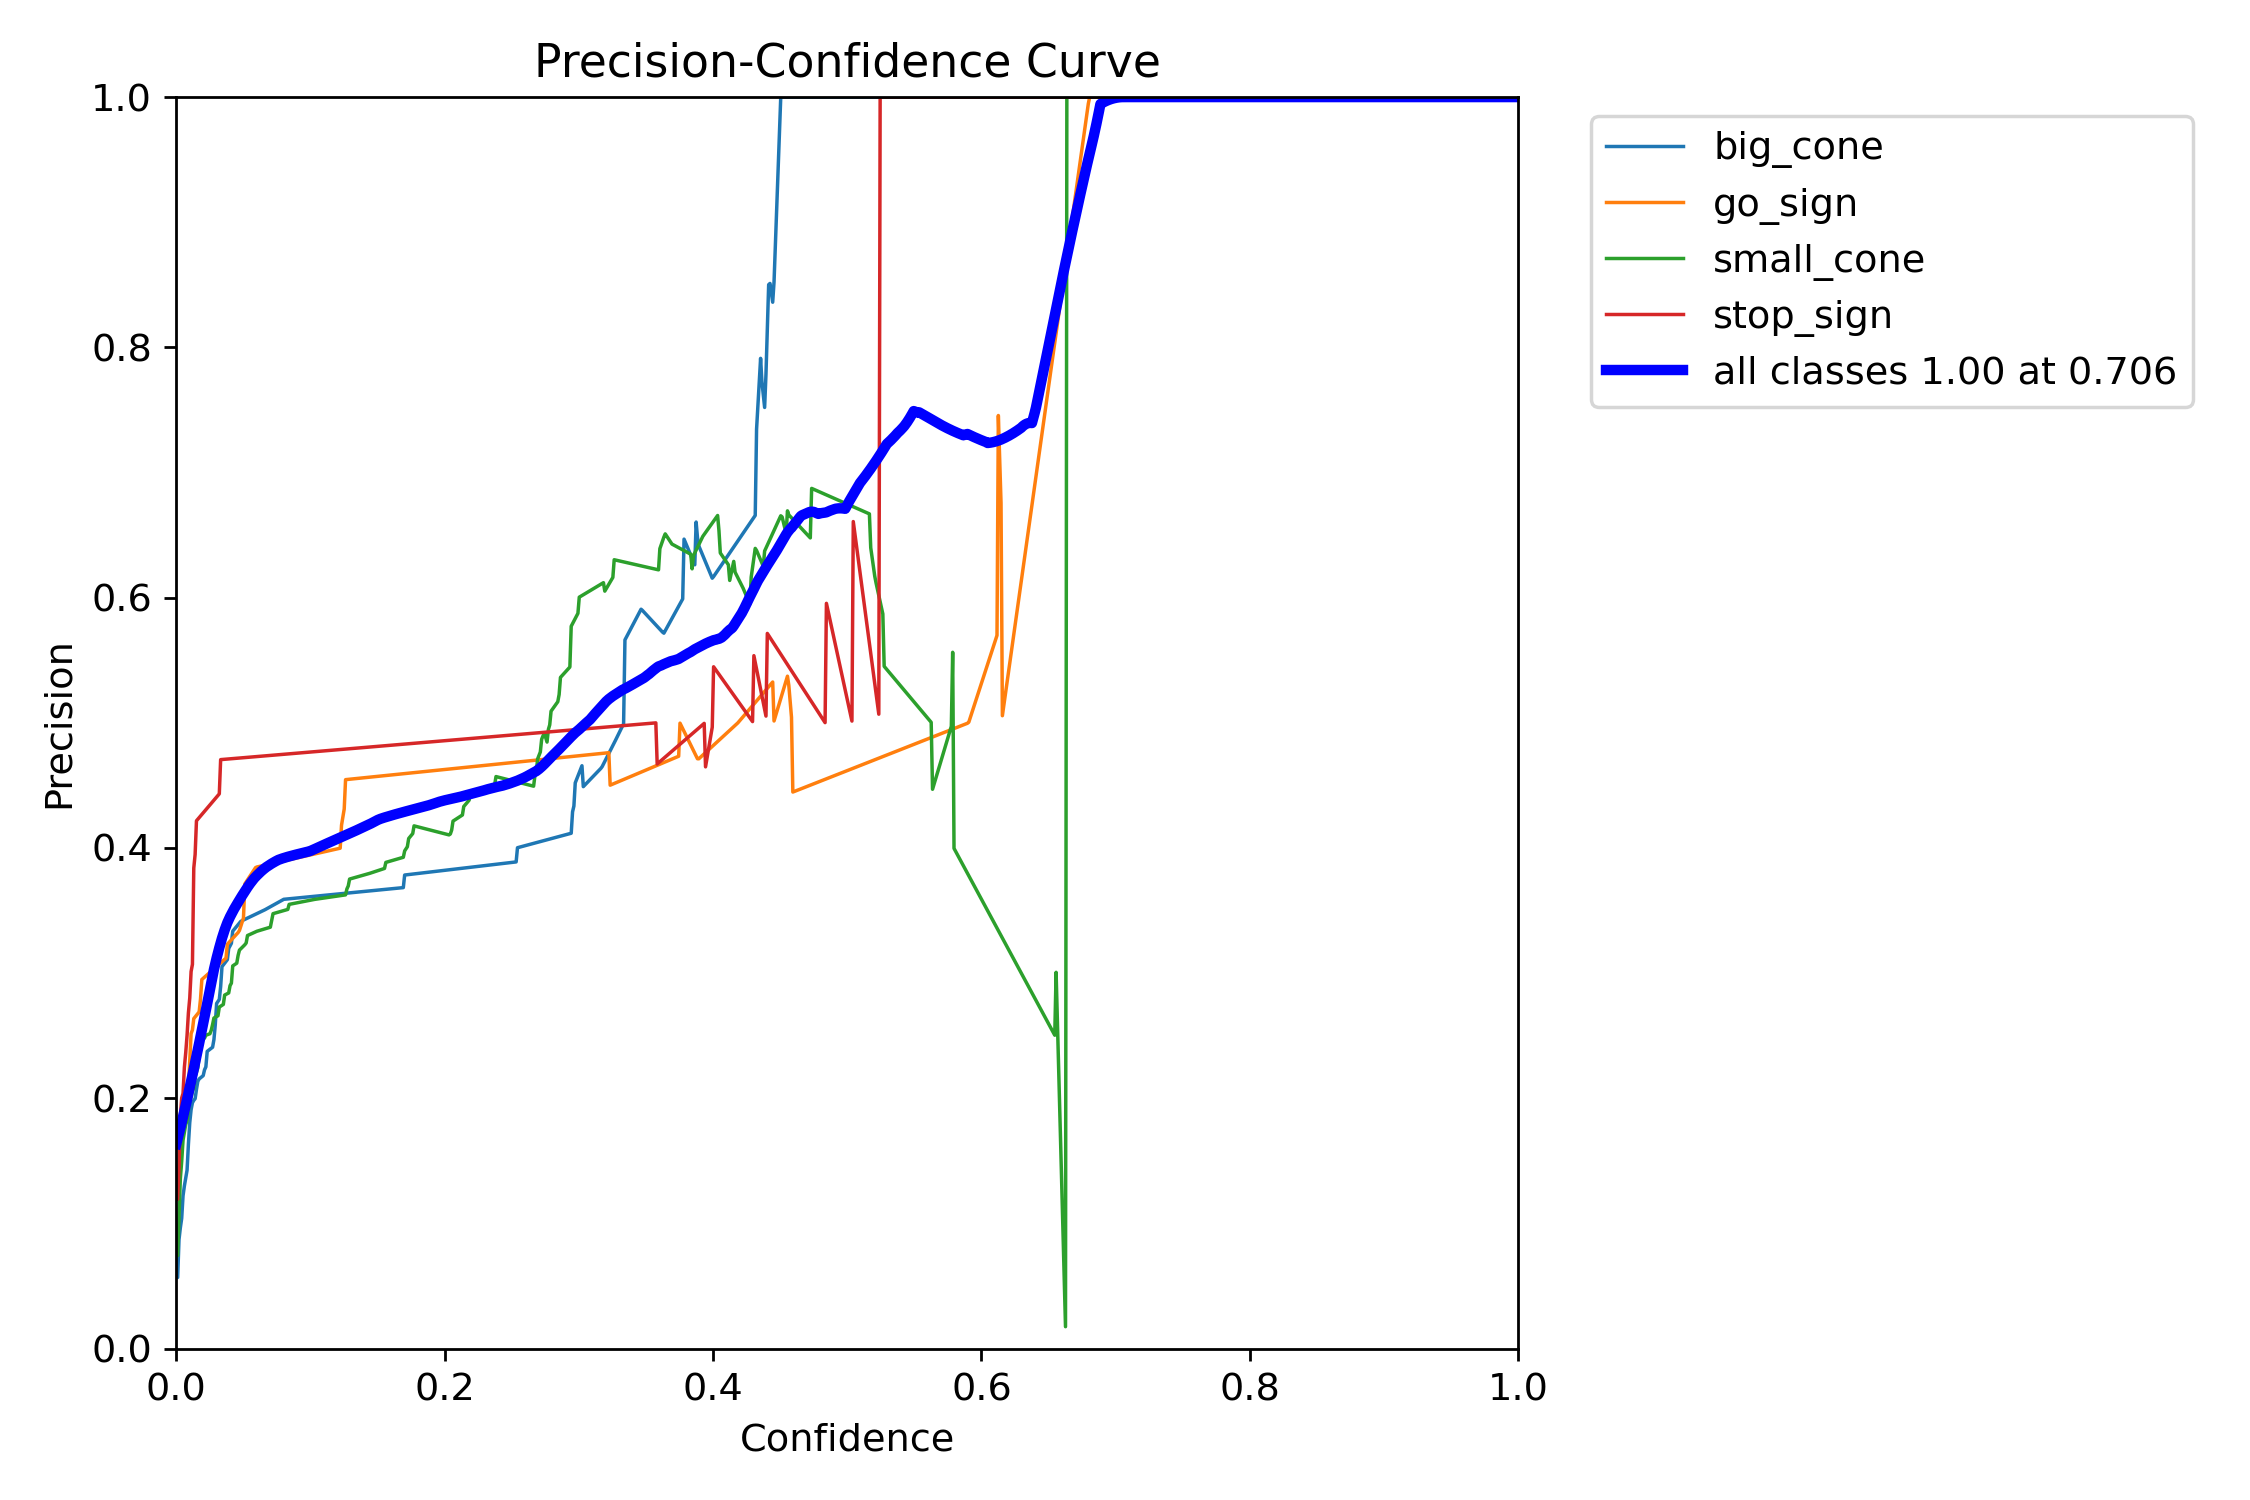 Precision-Confidence Curve
1.0
0.8
0.6
0.4
0.2
0.0
Precision
0.0 0.2 0.4 0.6 0.8 1.0
Confidence
big_cone
go_sign
small_cone
stop_sign
all classes 1.00 at 0.706